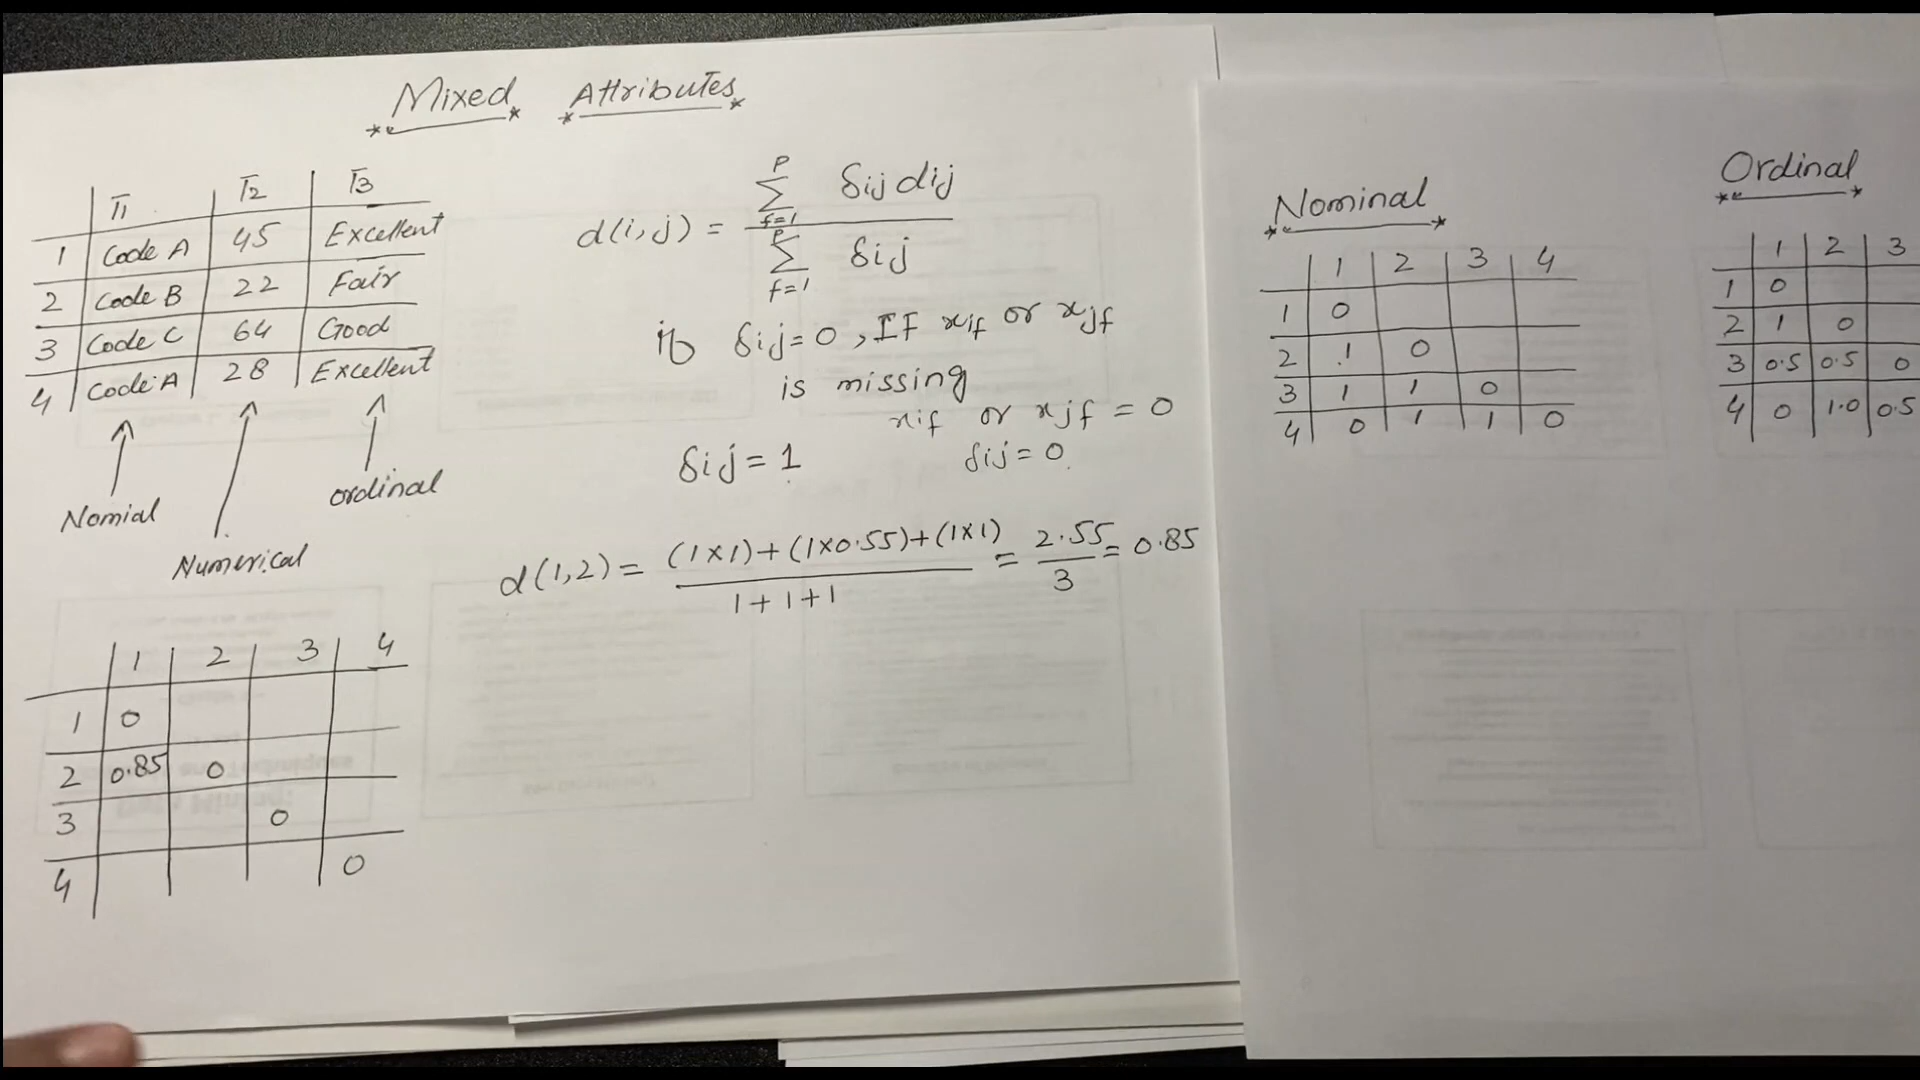 Mixed Attributes
T1 T2 T3
1 Code A 45 Excellent
2 Code B 22 Fair
3 Code C 64 Good
4 Code A 28 Excellent
Nomial
Numerical
ordinal
d(i,j) = Σ f=1 P δij dij / Σ f=1 P δij
δij=0, IF xif or xjf
is missing
xif or xjf = 0
δij = 1 δij = 0
d(1,2) = (1×1)+(1×0.55)+(1×1) / 1+1+1 = 2.55 / 3 = 0.85
1 2 3 4
1 0
2 0.85 0
3 0
4 0
Nominal
1 2 3 4
1 0
2 1 0
3 1 1 0
4 0 1 1 0
Ordinal
1 2 3
1 0
2 1 0
3 0.5 0.5 0
4 0 1.0 0.5